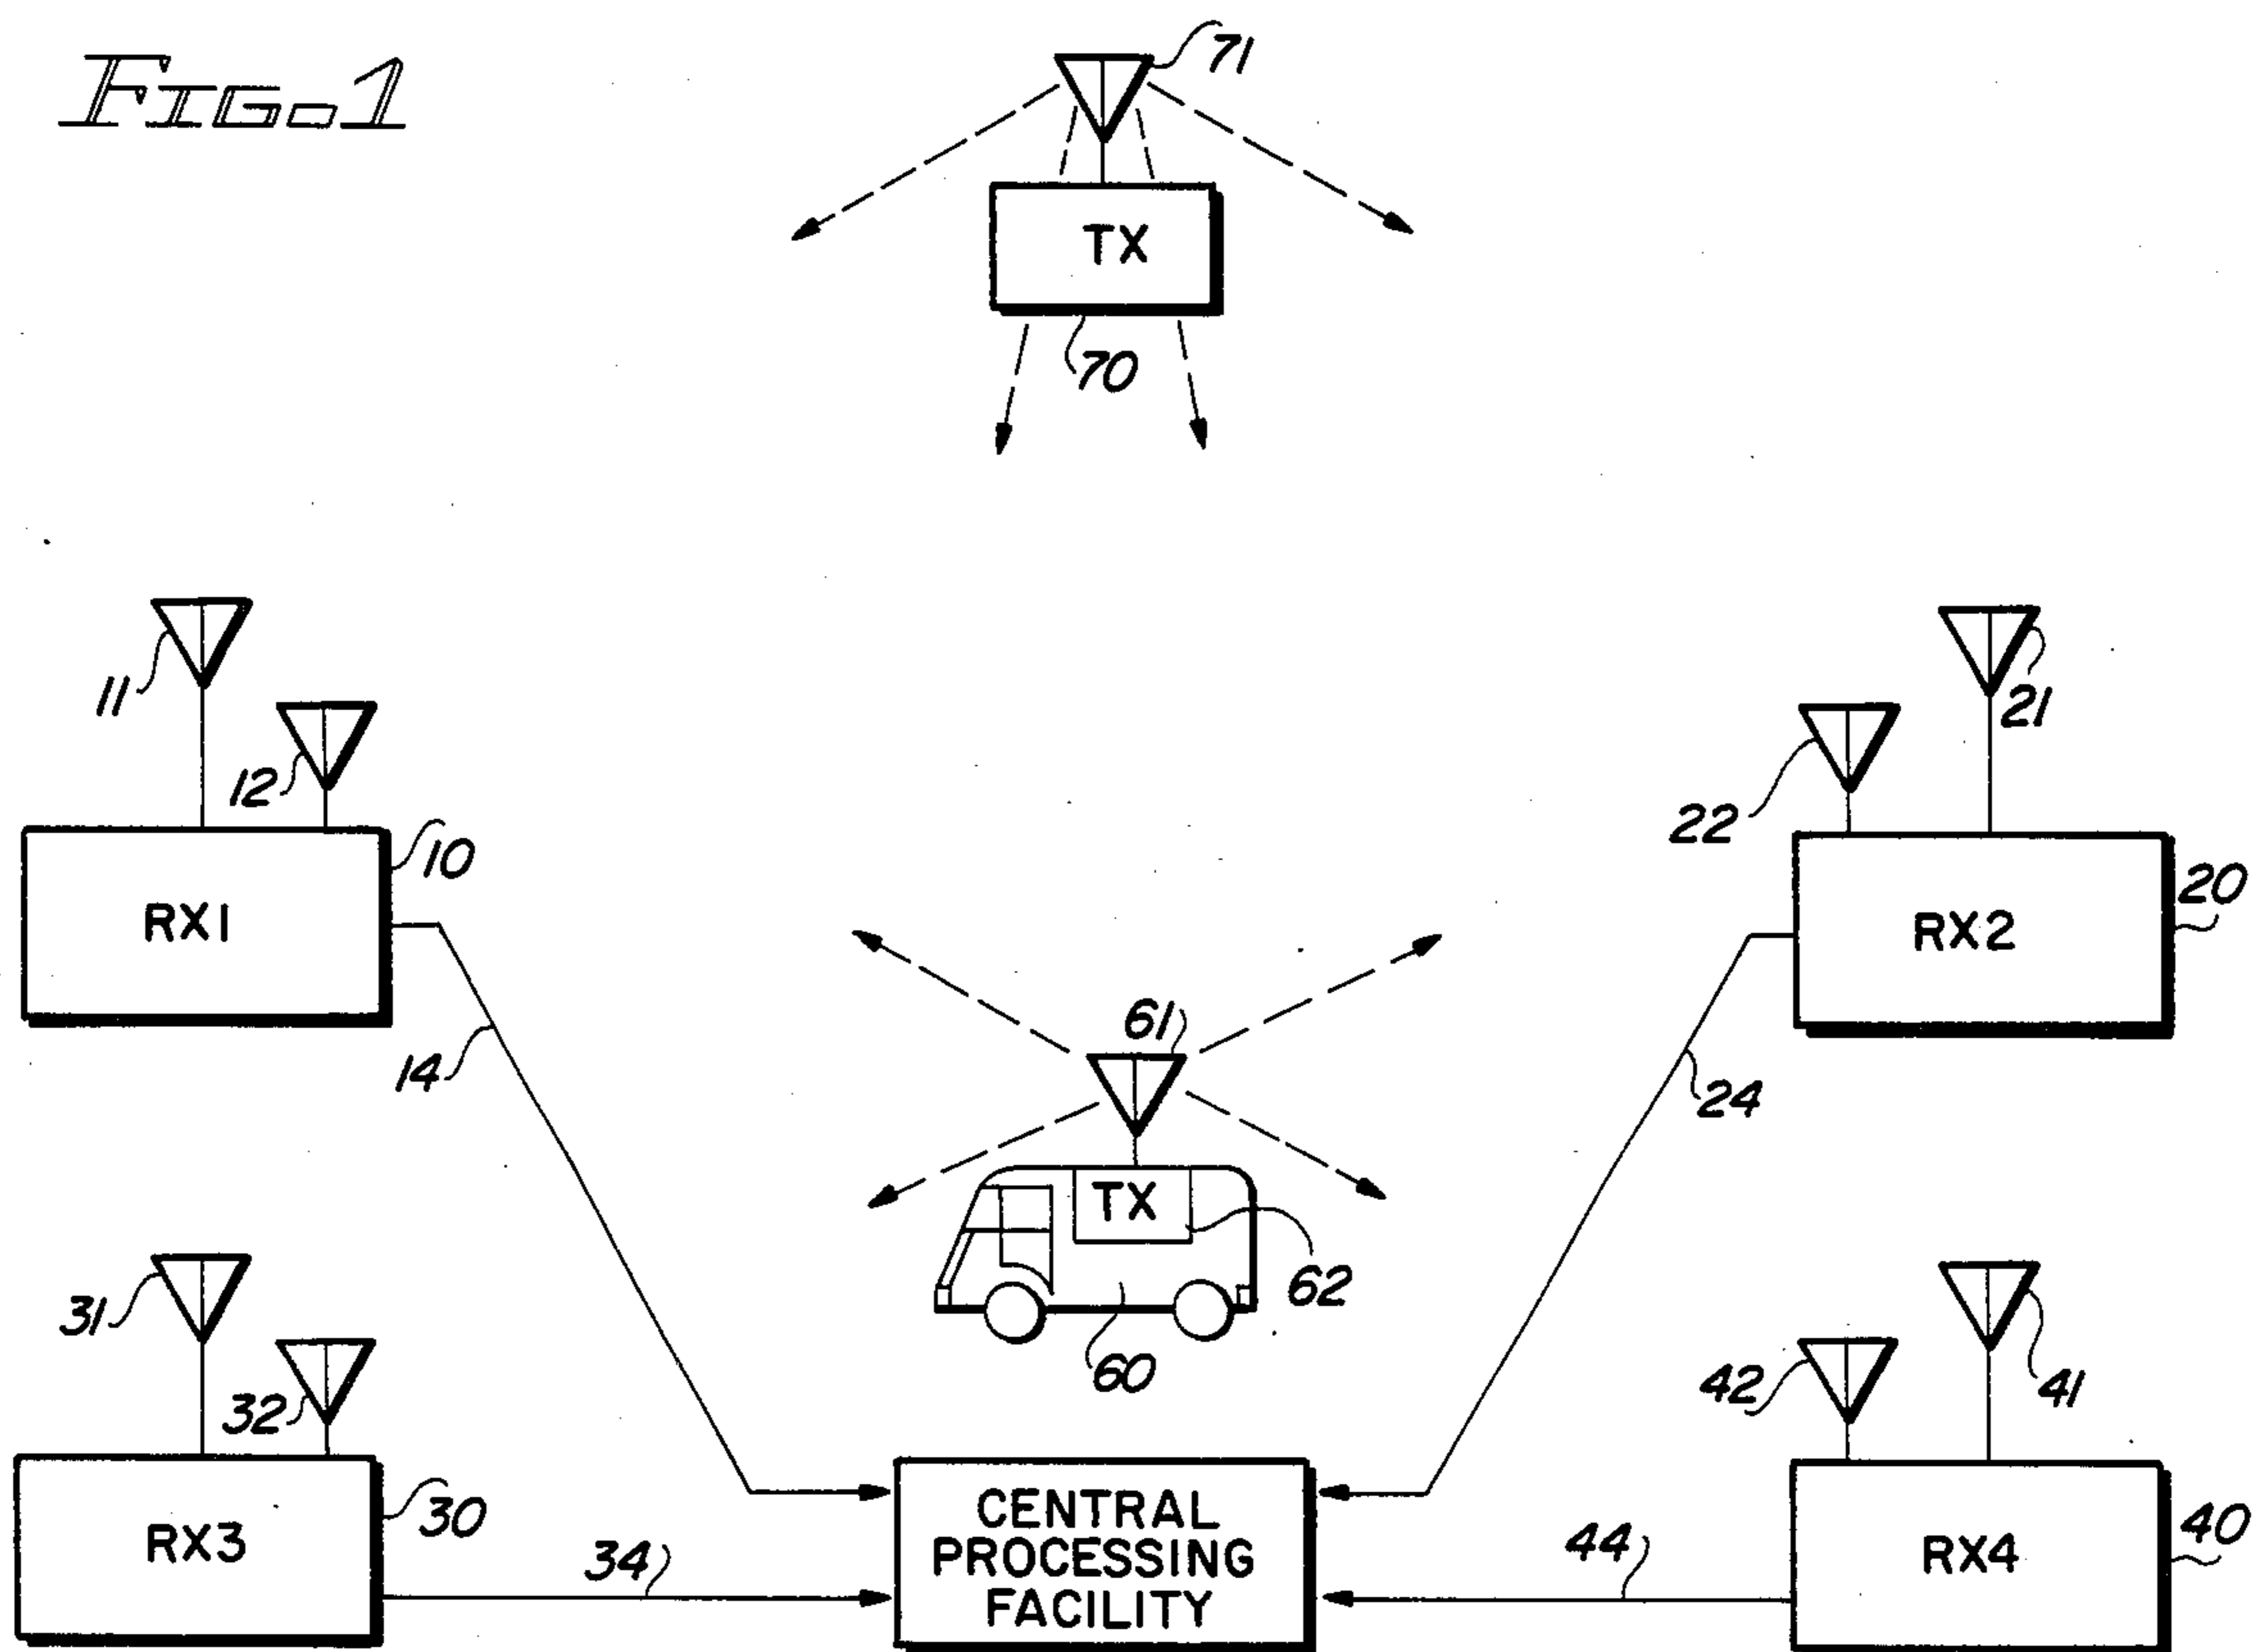 FIG. 1
71
TX
70
11
12
21
22
10
RX1
20
RX2
61
14
24
TX
62
31
32
60
42
41
30
RX3
34
CENTRAL
PROCESSING
FACILITY
44
40
RX4